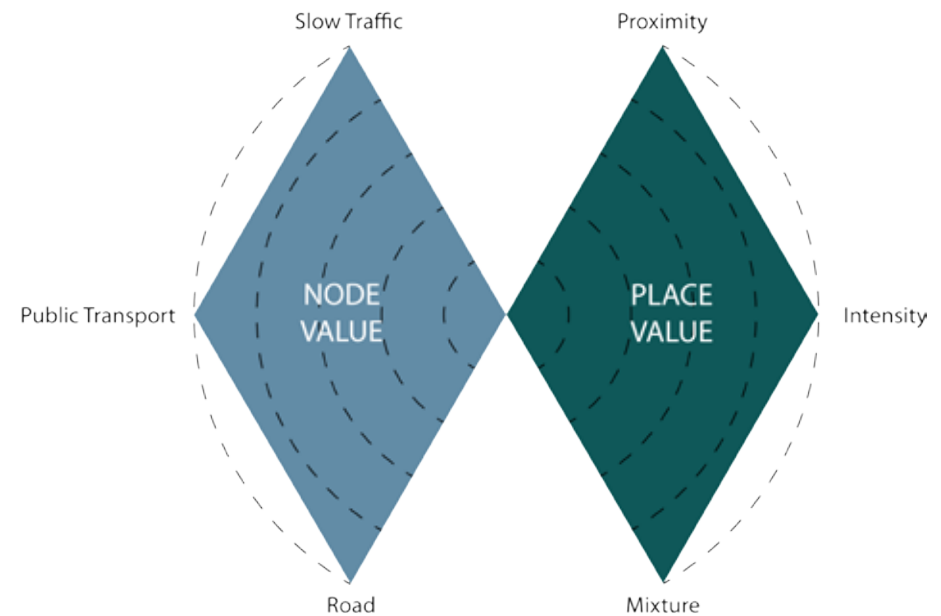 Slow Traffic
Proximity
NODE
VALUE
PLACE
VALUE
Public Transport
Intensity
Road
Mixture